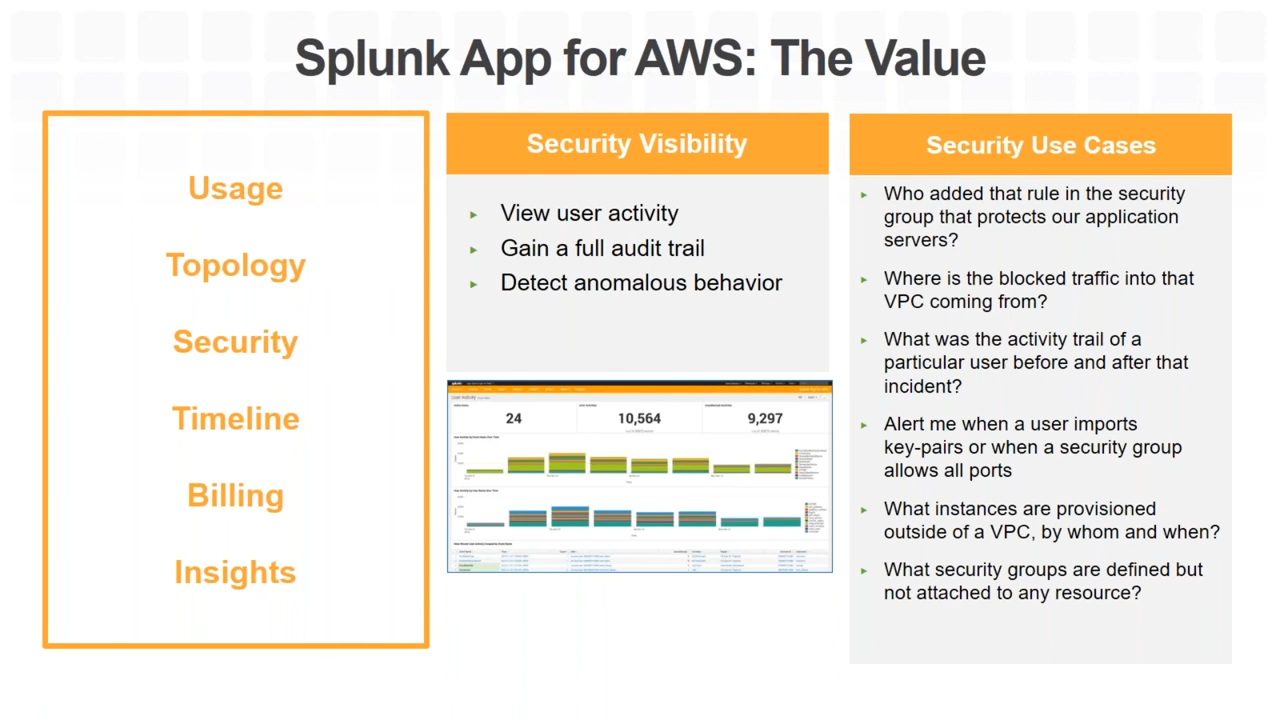 Splunk App for AWS: The Value
Usage
Topology
Security
Timeline
Billing
Insights
Security Visibility
View user activity
Gain a full audit trail
Detect anomalous behavior
User Activity
24
10,564
9,297
Security Use Cases
Who added that rule in the security
group that protects our application
servers?
Where is the blocked traffic into that
VPC coming from?
What was the activity trail of a
particular user before and after that
incident?
Alert me when a user imports
key-pairs or when a security group
allows all ports
What instances are provisioned
outside of a VPC, by whom and when?
What security groups are defined but
not attached to any resource?